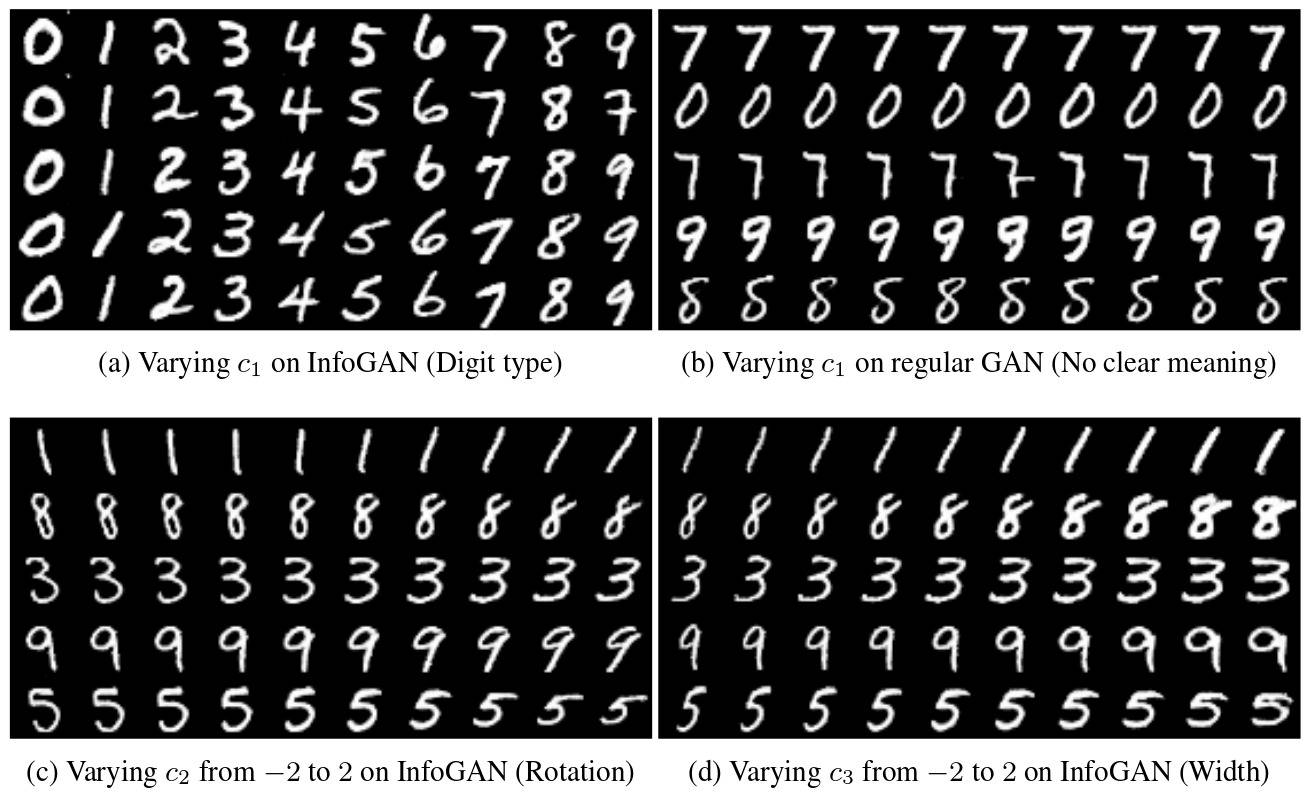 0 1 2 3 4 5 6 7 8 9
0 1 2 3 4 5 6 7 8 7
0 1 2 3 4 5 6 7 8 9
0 1 2 3 4 5 6 7 8 9
0 1 2 3 4 5 6 7 8 9
(a) Varying c₁ on InfoGAN (Digit type)
7 7 7 7 7 7 7 7 7 7
0 0 0 0 0 0 0 0 0 0
7 7 7 7 7 7 7 7 7 7
9 9 9 9 9 9 9 9 9 9
(b) Varying c₁ on regular GAN (No clear meaning)
1 1 1 1 1 1 1 1 1 1
8 8 8 8 8 8 8 8 8 8
3 3 3 3 3 3 3 3 3 3
9 9 9 9 9 9 9 9 9 9
5 5 5 5 5 5 5 5 5 5
(c) Varying c₂ from −2 to 2 on InfoGAN (Rotation)
1 1 1 1 1 1 1 1 1 1
8 8 8 8 8 8 8 8 8 8
3 3 3 3 3 3 3 3 3 3
9 9 9 9 9 9 9 9 9 9
5 5 5 5 5 5 5 5 5 5
(d) Varying c₃ from −2 to 2 on InfoGAN (Width)